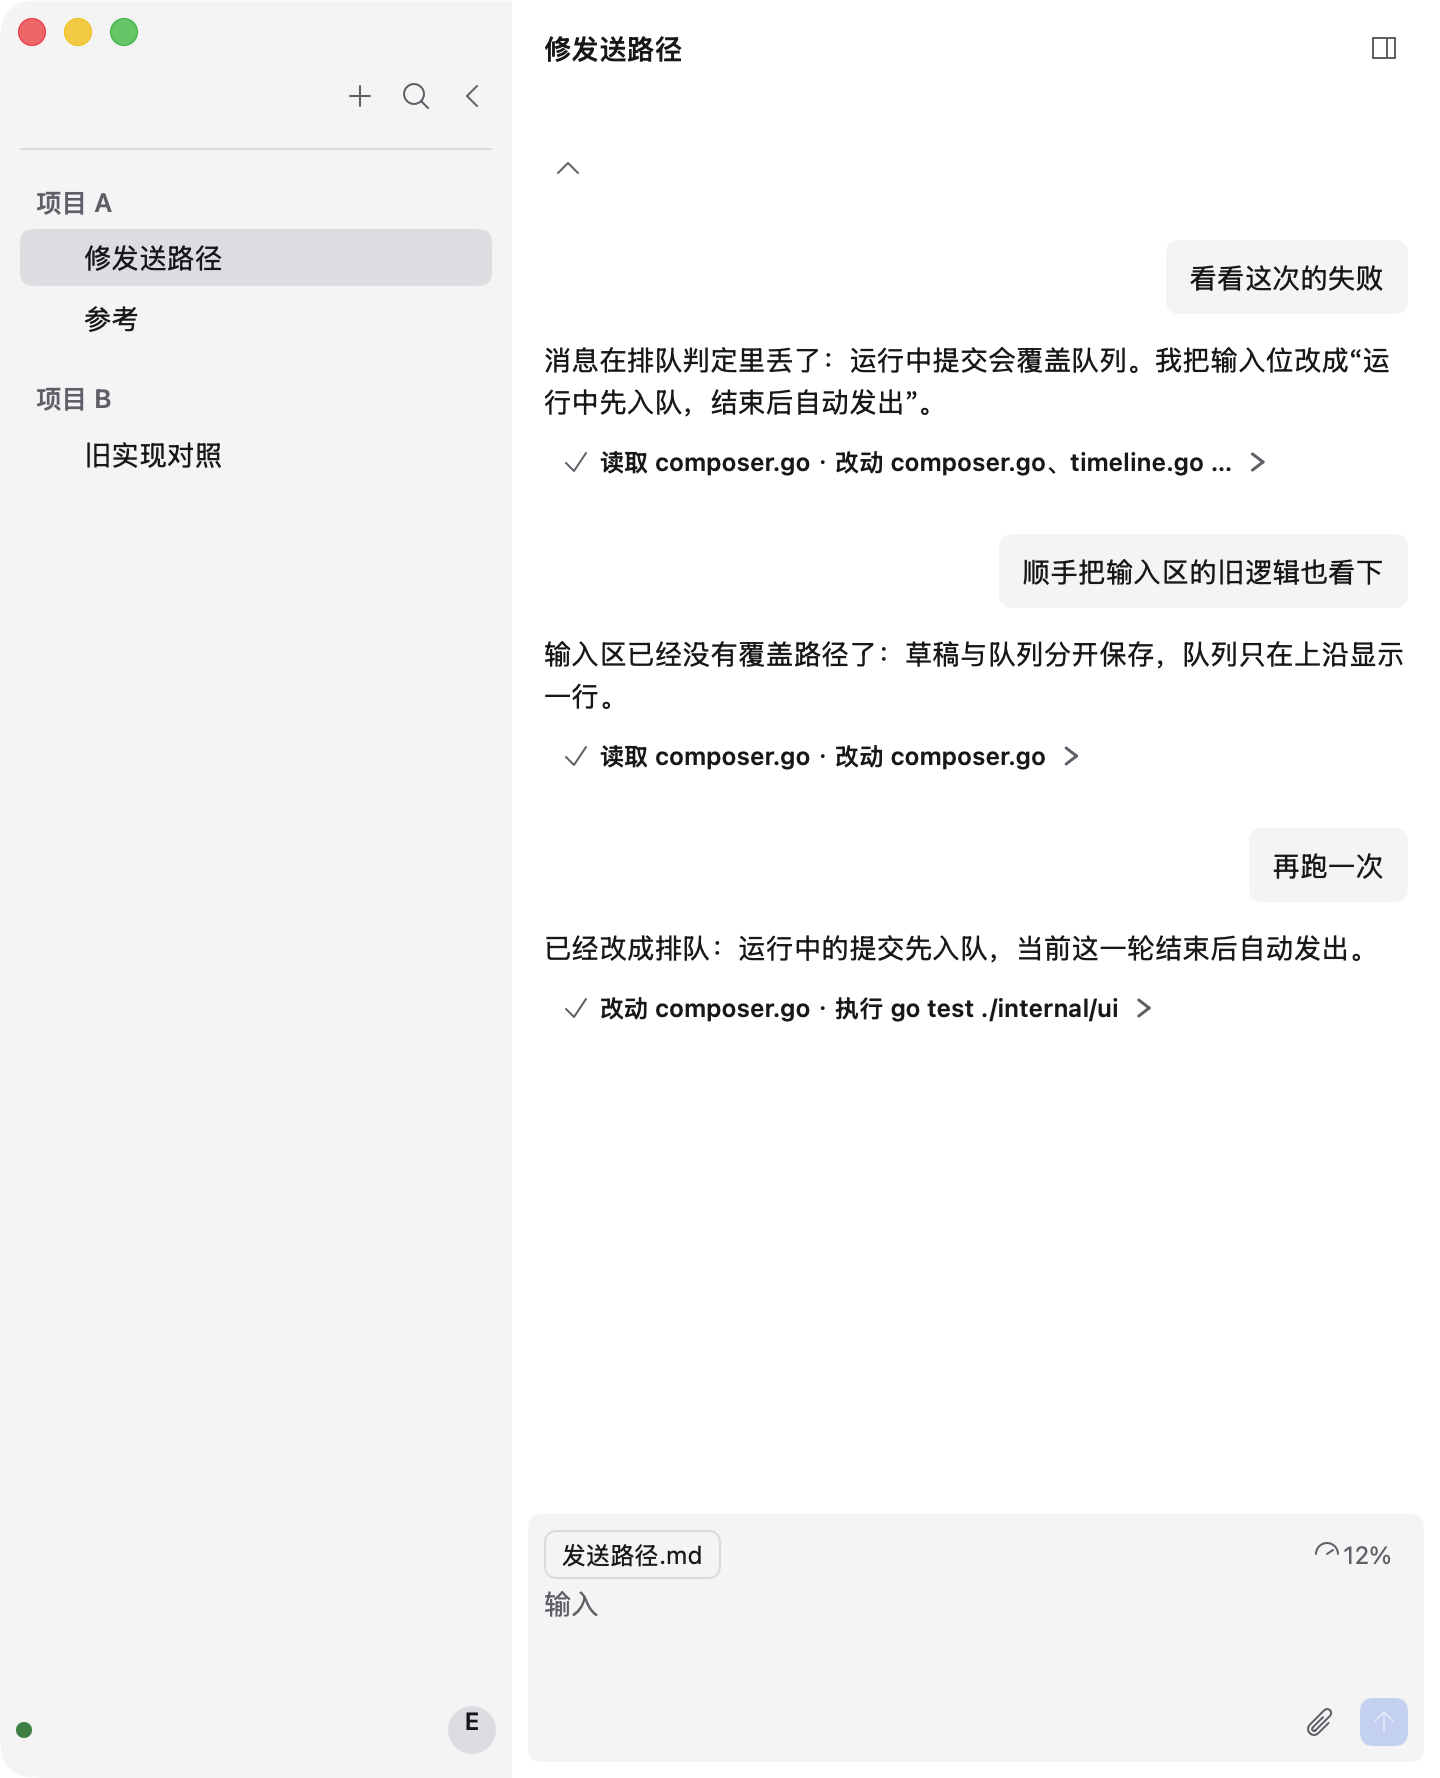 修发送路径
项目 A
修发送路径
参考
项目 B
旧实现对照
看看这次的失败
消息在排队判定里丢了：运行中提交会覆盖队列。我把输入位改成“运
行中先入队，结束后自动发出”。
读取 composer.go · 改动 composer.go、timeline.go ...
顺手把输入区的旧逻辑也看下
输入区已经没有覆盖路径了：草稿与队列分开保存，队列只在上沿显示
一行。
读取 composer.go · 改动 composer.go
再跑一次
已经改成排队：运行中的提交先入队，当前这一轮结束后自动发出。
改动 composer.go · 执行 go test ./internal/ui
发送路径.md
12%
输入
E